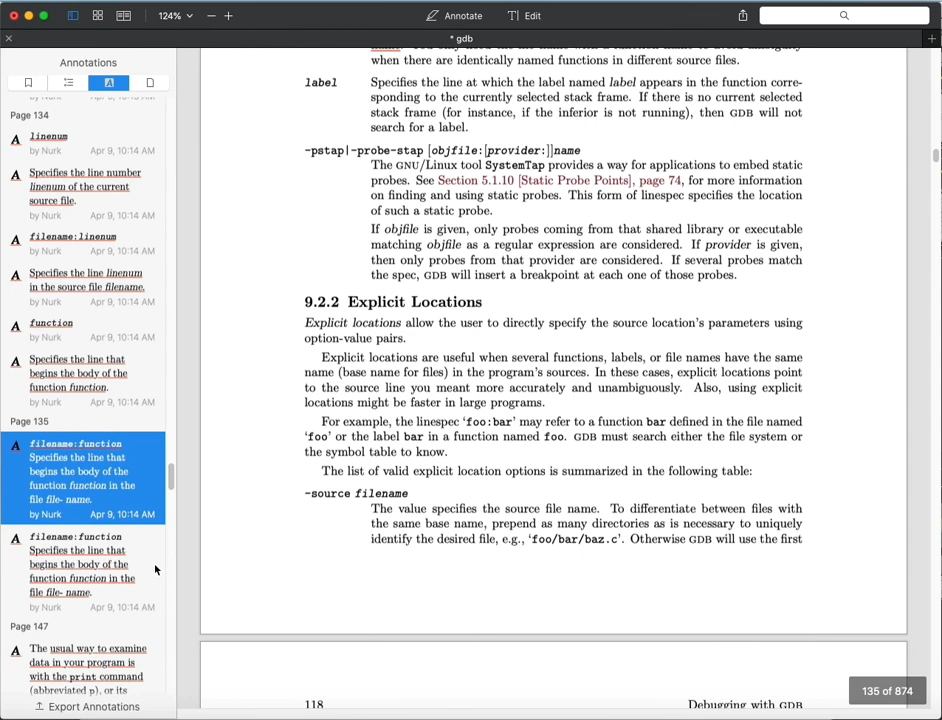 124%
Annotate
Edit
* gdb
Annotations
Page 134
linenum
by Nurk Apr 9, 10:14 AM
Specifies the line number
linenum of the current
source file.
by Nurk Apr 9, 10:14 AM
filename:linenum
by Nurk Apr 9, 10:14 AM
Specifies the line linenum
in the source file filename.
by Nurk Apr 9, 10:14 AM
function
by Nurk Apr 9, 10:14 AM
Specifies the line that
begins the body of the
function function.
by Nurk Apr 9, 10:14 AM
Page 135
filename:function
Specifies the line that
begins the body of the
function function in the
file file- name.
by Nurk Apr 9, 10:14 AM
filename:function
Specifies the line that
begins the body of the
function function in the
file file- name.
by Nurk Apr 9, 10:14 AM
Page 147
The usual way to examine
data in your program is
with the print command
(abbreviated p), or its
Export Annotations
when there are identically named functions in different source files.
label Specifies the line at which the label named label appears in the function corre-
sponding to the currently selected stack frame. If there is no current selected
stack frame (for instance, if the inferior is not running), then GDB will not
search for a label.
-pstap|-probe-stap [objfile:[provider:]]name
The GNU/Linux tool SystemTap provides a way for applications to embed static
probes. See Section 5.1.10 [Static Probe Points], page 74, for more information
on finding and using static probes. This form of linespec specifies the location
of such a static probe.
If objfile is given, only probes coming from that shared library or executable
matching objfile as a regular expression are considered. If provider is given,
then only probes from that provider are considered. If several probes match
the spec, GDB will insert a breakpoint at each one of those probes.
9.2.2 Explicit Locations
Explicit locations allow the user to directly specify the source location's parameters using
option-value pairs.
Explicit locations are useful when several functions, labels, or file names have the same
name (base name for files) in the program's sources. In these cases, explicit locations point
to the source line you meant more accurately and unambiguously. Also, using explicit
locations might be faster in large programs.
For example, the linespec ‘foo:bar’ may refer to a function bar defined in the file named
‘foo’ or the label bar in a function named foo. GDB must search either the file system or
the symbol table to know.
The list of valid explicit location options is summarized in the following table:
-source filename
The value specifies the source file name. To differentiate between files with
the same base name, prepend as many directories as is necessary to uniquely
identify the desired file, e.g., ‘foo/bar/baz.c’. Otherwise GDB will use the first
118 Debugging with GDB
135 of 874